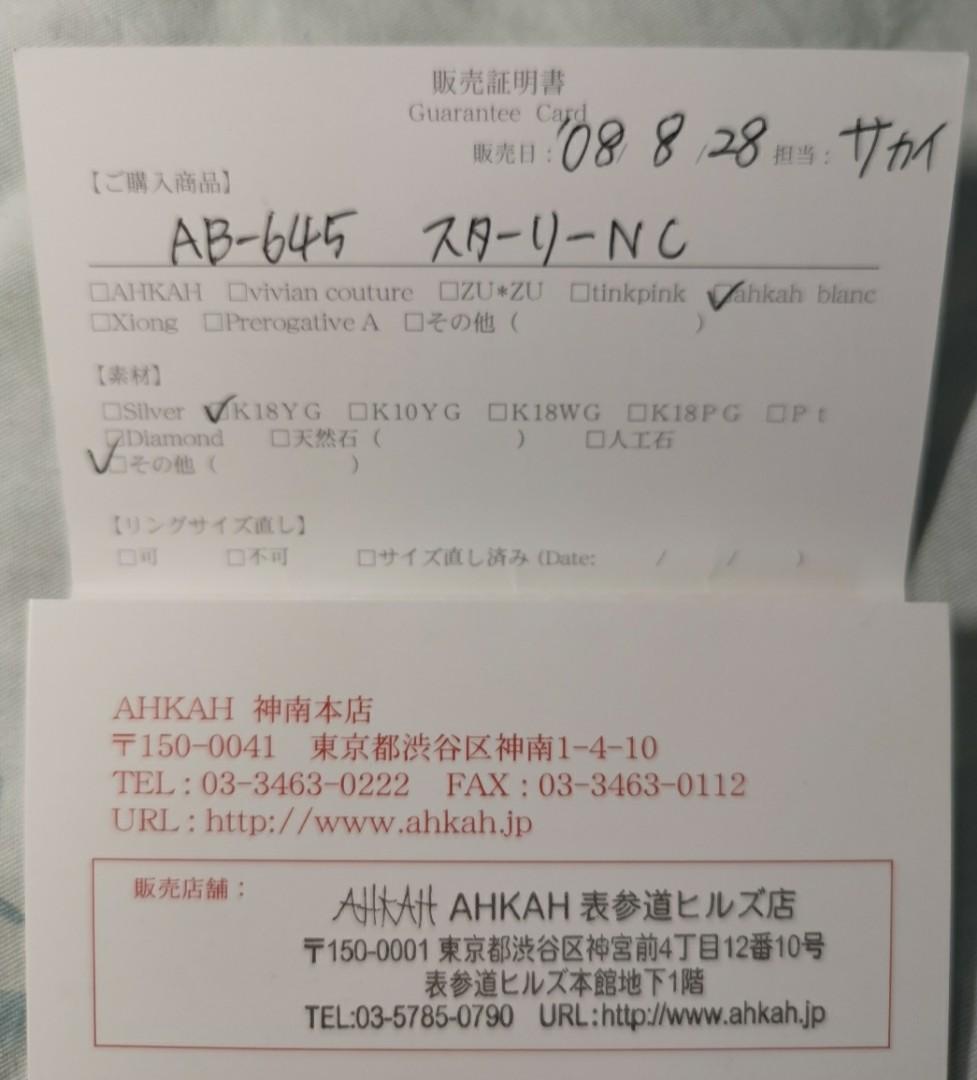 販売証明書
Guarantee Card
販売日：'08/ 8 /28 担当：サカイ
【ご購入商品】
AB-645 スターリーNC
□AHKAH □vivian couture □ZU*ZU □tinkpink ☑ahkah blanc
□Xiong □Prerogative A □その他（ ）
【素材】
□Silver ☑K18YG □K10YG □K18WG □K18PG □Pt
☑Diamond □天然石（ ） □人工石
□その他（ ）
【リングサイズ直し】
□可 □不可 □サイズ直し済み (Date: / / )
AHKAH 神南本店
〒150-0041 東京都渋谷区神南1-4-10
TEL : 03-3463-0222 FAX : 03-3463-0112
URL : http://www.ahkah.jp
販売店舗：
AHKAH AHKAH 表参道ヒルズ店
〒150-0001 東京都渋谷区神宮前4丁目12番10号
表参道ヒルズ本館地下1階
TEL:03-5785-0790 URL:http://www.ahkah.jp